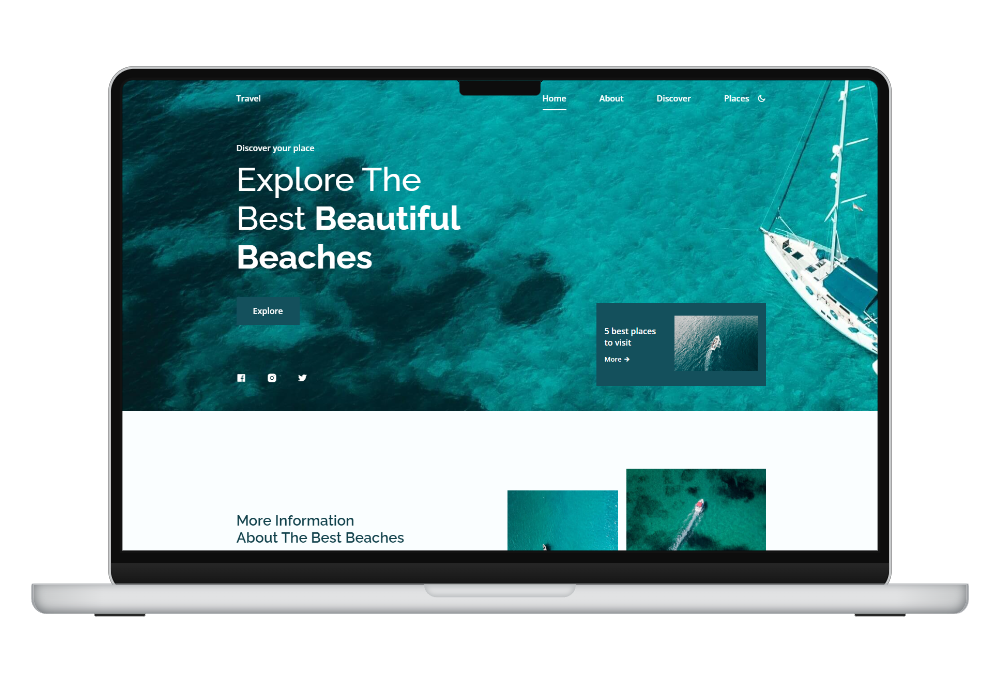 Travel
Home
About
Discover
Places
Discover your place
Explore The
Best Beautiful
Beaches
Explore
5 best places
to visit
More →
More Information
About The Best Beaches